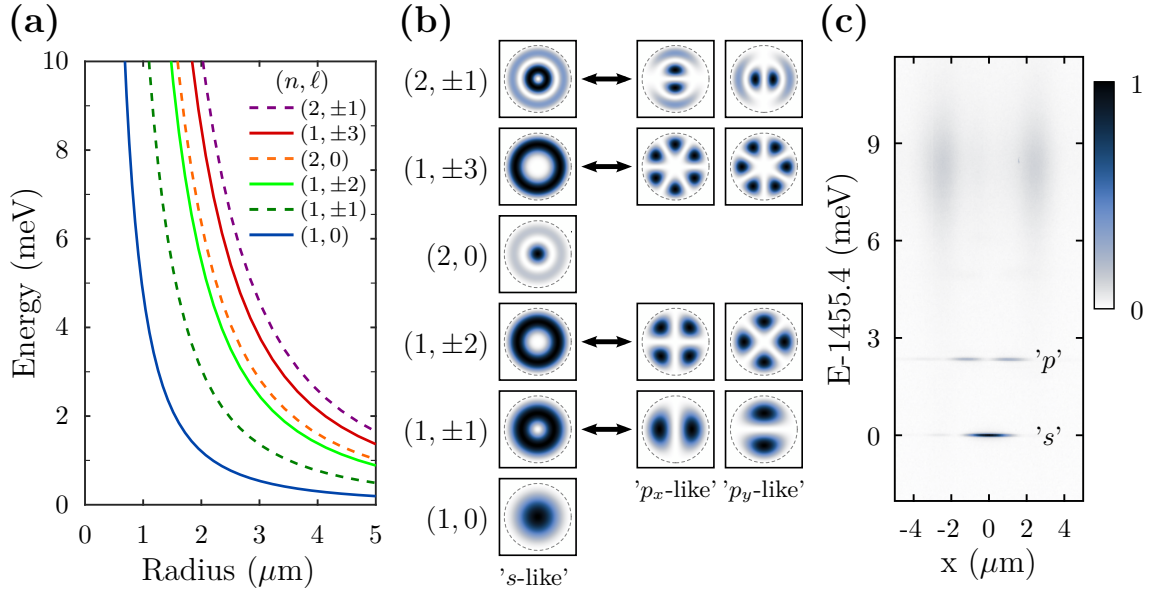 (a)
10
8
6
4
2
0
Energy (meV)
0 1 2 3 4 5
Radius (μm)
(n, ℓ)
(2, ±1)
(1, ±3)
(2, 0)
(1, ±2)
(1, ±1)
(1, 0)
(b)
(2, ±1)
(1, ±3)
(2, 0)
(1, ±2)
(1, ±1)
'px-like' 'py-like'
(1, 0)
's-like'
(c)
9
6
3
0
E-1455.4 (meV)
'p'
's'
-4 -2 0 2 4
x (μm)
1
0